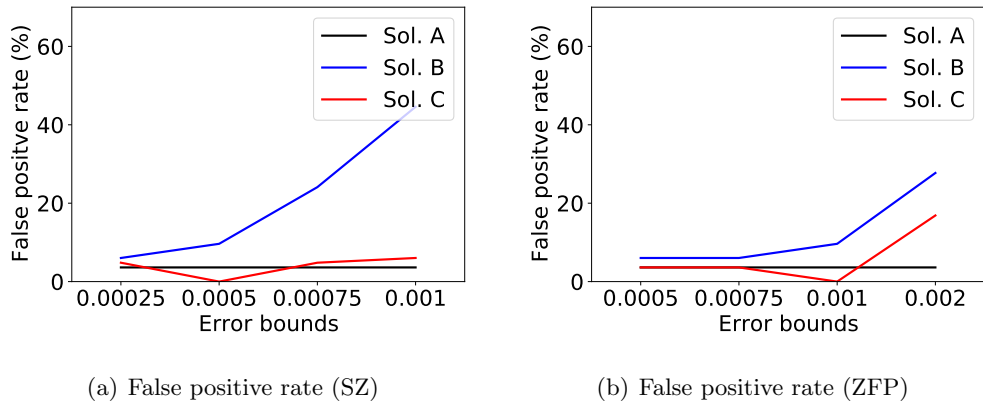 False positve rate (%)
60
40
20
0
Sol. A
Sol. B
Sol. C
0.00025 0.0005 0.00075 0.001
Error bounds
(a) False positive rate (SZ)
False positve rate (%)
60
40
20
0
Sol. A
Sol. B
Sol. C
0.0005 0.00075 0.001 0.002
Error bounds
(b) False positive rate (ZFP)